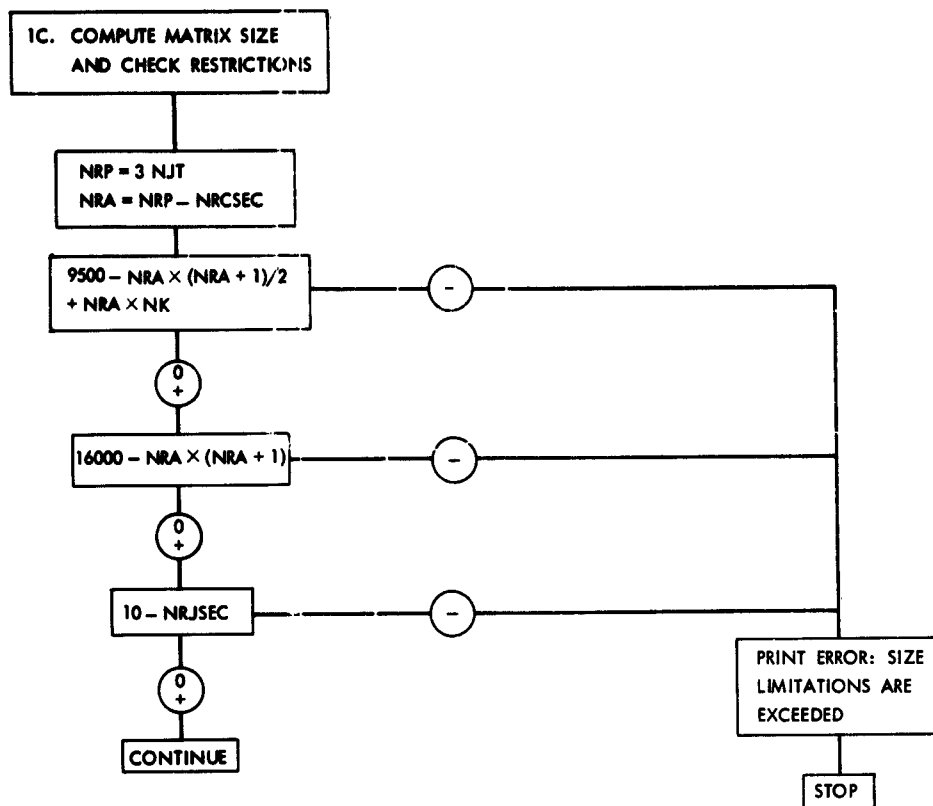 1C. COMPUTE MATRIX SIZE
AND CHECK RESTRICTIONS
NRP = 3 NJT
NRA = NRP – NRCSEC
9500 – NRA × (NRA + 1)/2
+ NRA × NK
-
0
+
16000 – NRA × (NRA + 1)
-
0
+
10 – NRJSEC
-
0
+
CONTINUE
PRINT ERROR: SIZE
LIMITATIONS ARE
EXCEEDED
STOP